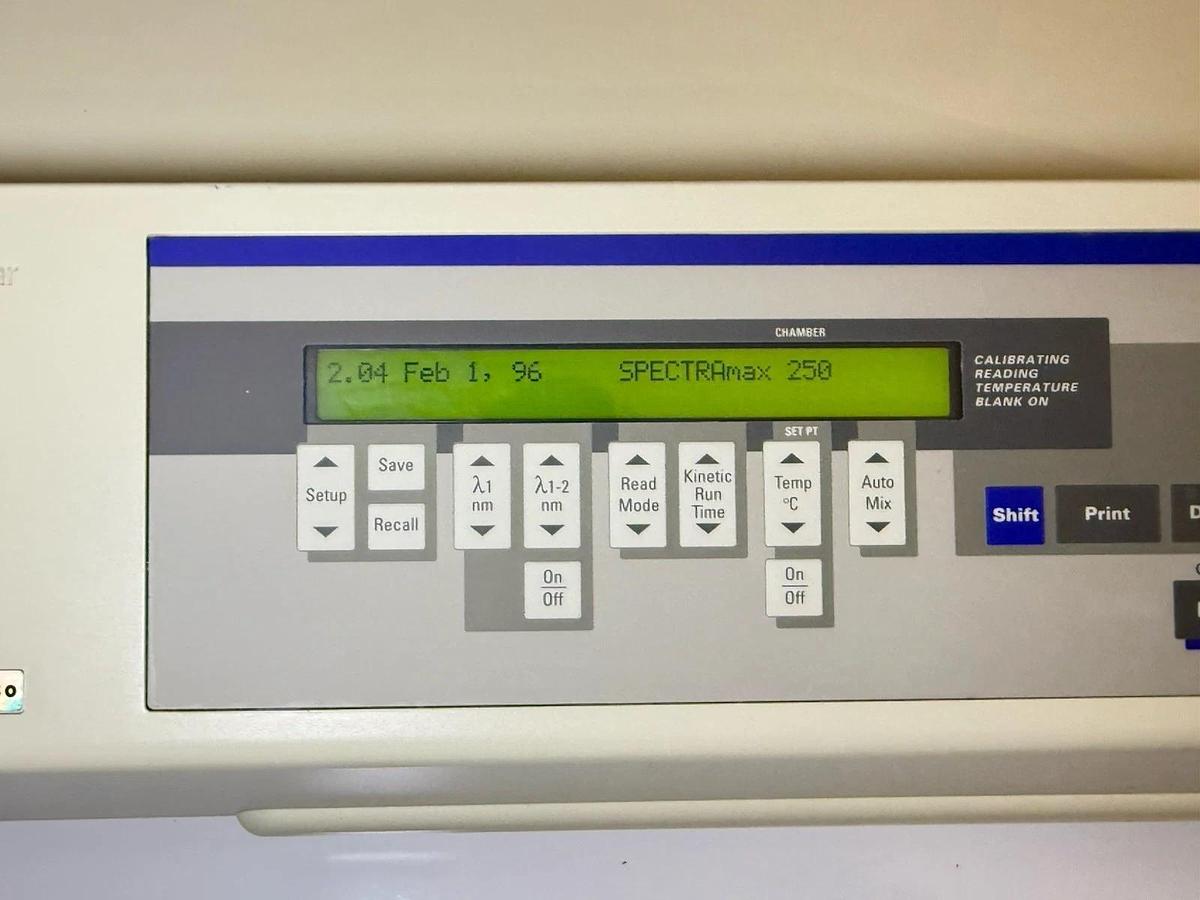 CHAMBER
2.04 Feb 1, 96 SPECTRAmax 250
CALIBRATING
READING
TEMPERATURE
BLANK ON
SET PT
Setup
Save
Recall
λ1
nm
λ1-2
nm
On
Off
Read
Mode
Kinetic
Run
Time
Temp
°C
On
Off
Auto
Mix
Shift
Print